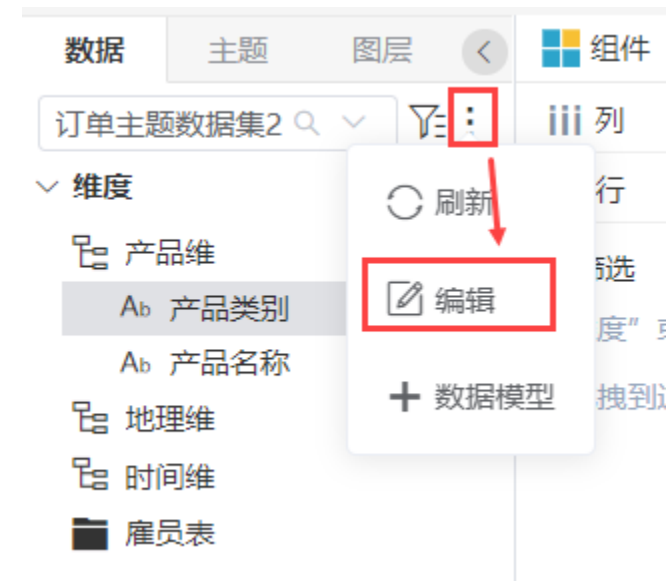 数据 主题 图层 组件
订单主题数据集2 列
维度 刷新 行
产品维 筛选
Ab 产品类别 编辑
度”
Ab 产品名称
数据模型 拽到
地理维
时间维
雇员表